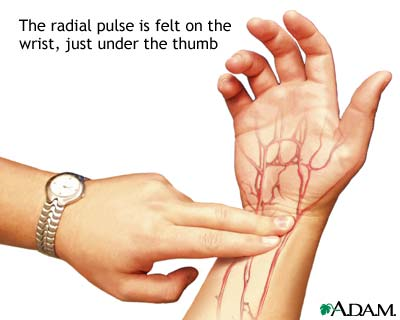 The radial pulse is felt on the
wrist, just under the thumb
A.D.A.M.